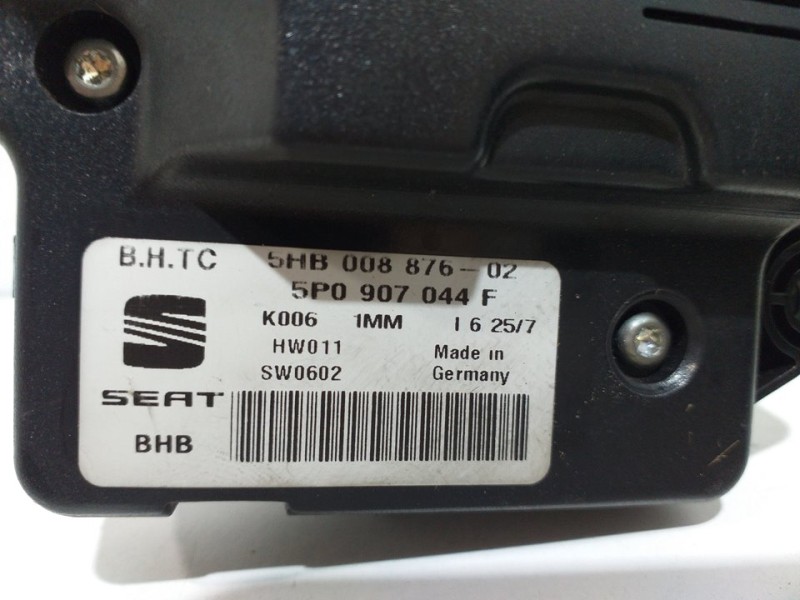 B.H.TC 5HB 008 876-02
5P0 907 044 F
K006 1MM I 6 25/7
HW011 Made in
SW0602 Germany
SEAT
BHB